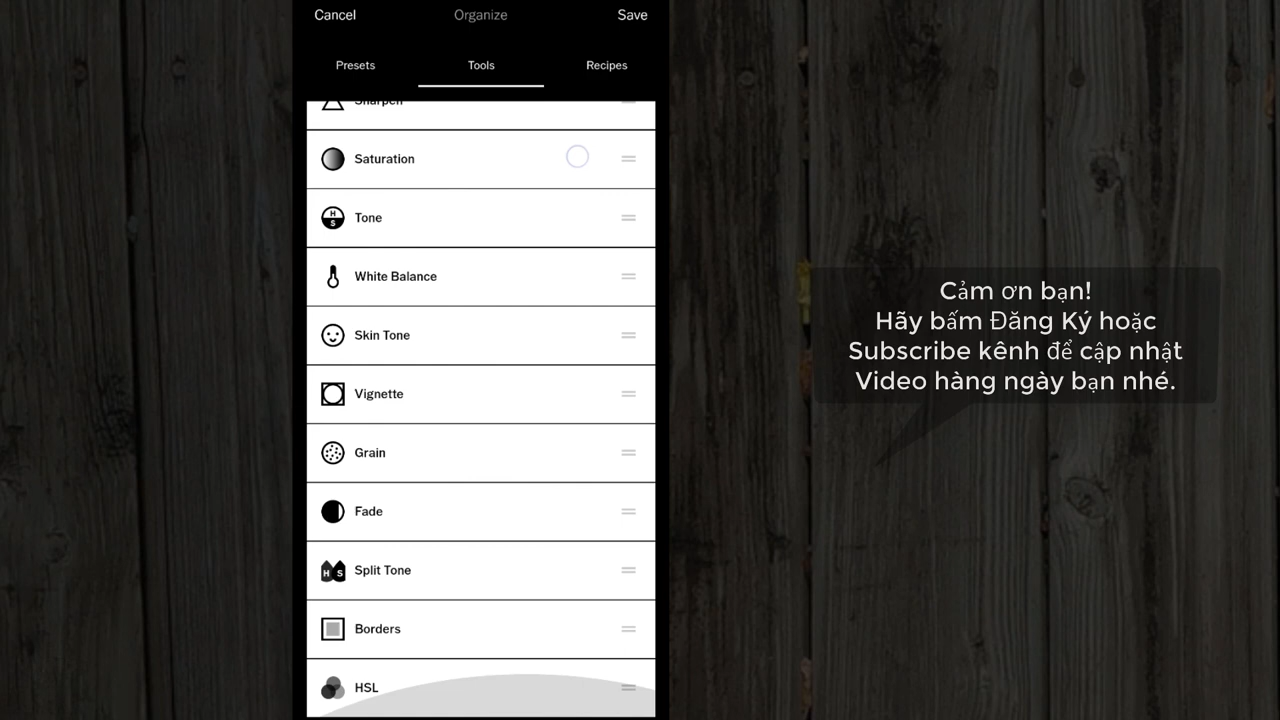 Cancel
Organize
Save
Presets
Tools
Recipes
Sharpen
Saturation
H
S
Tone
White Balance
Skin Tone
Vignette
Grain
Fade
H S
Split Tone
Borders
HSL
Cảm ơn bạn!
Hãy bấm Đăng Ký hoặc
Subscribe kênh để cập nhật
Video hàng ngày bạn nhé.